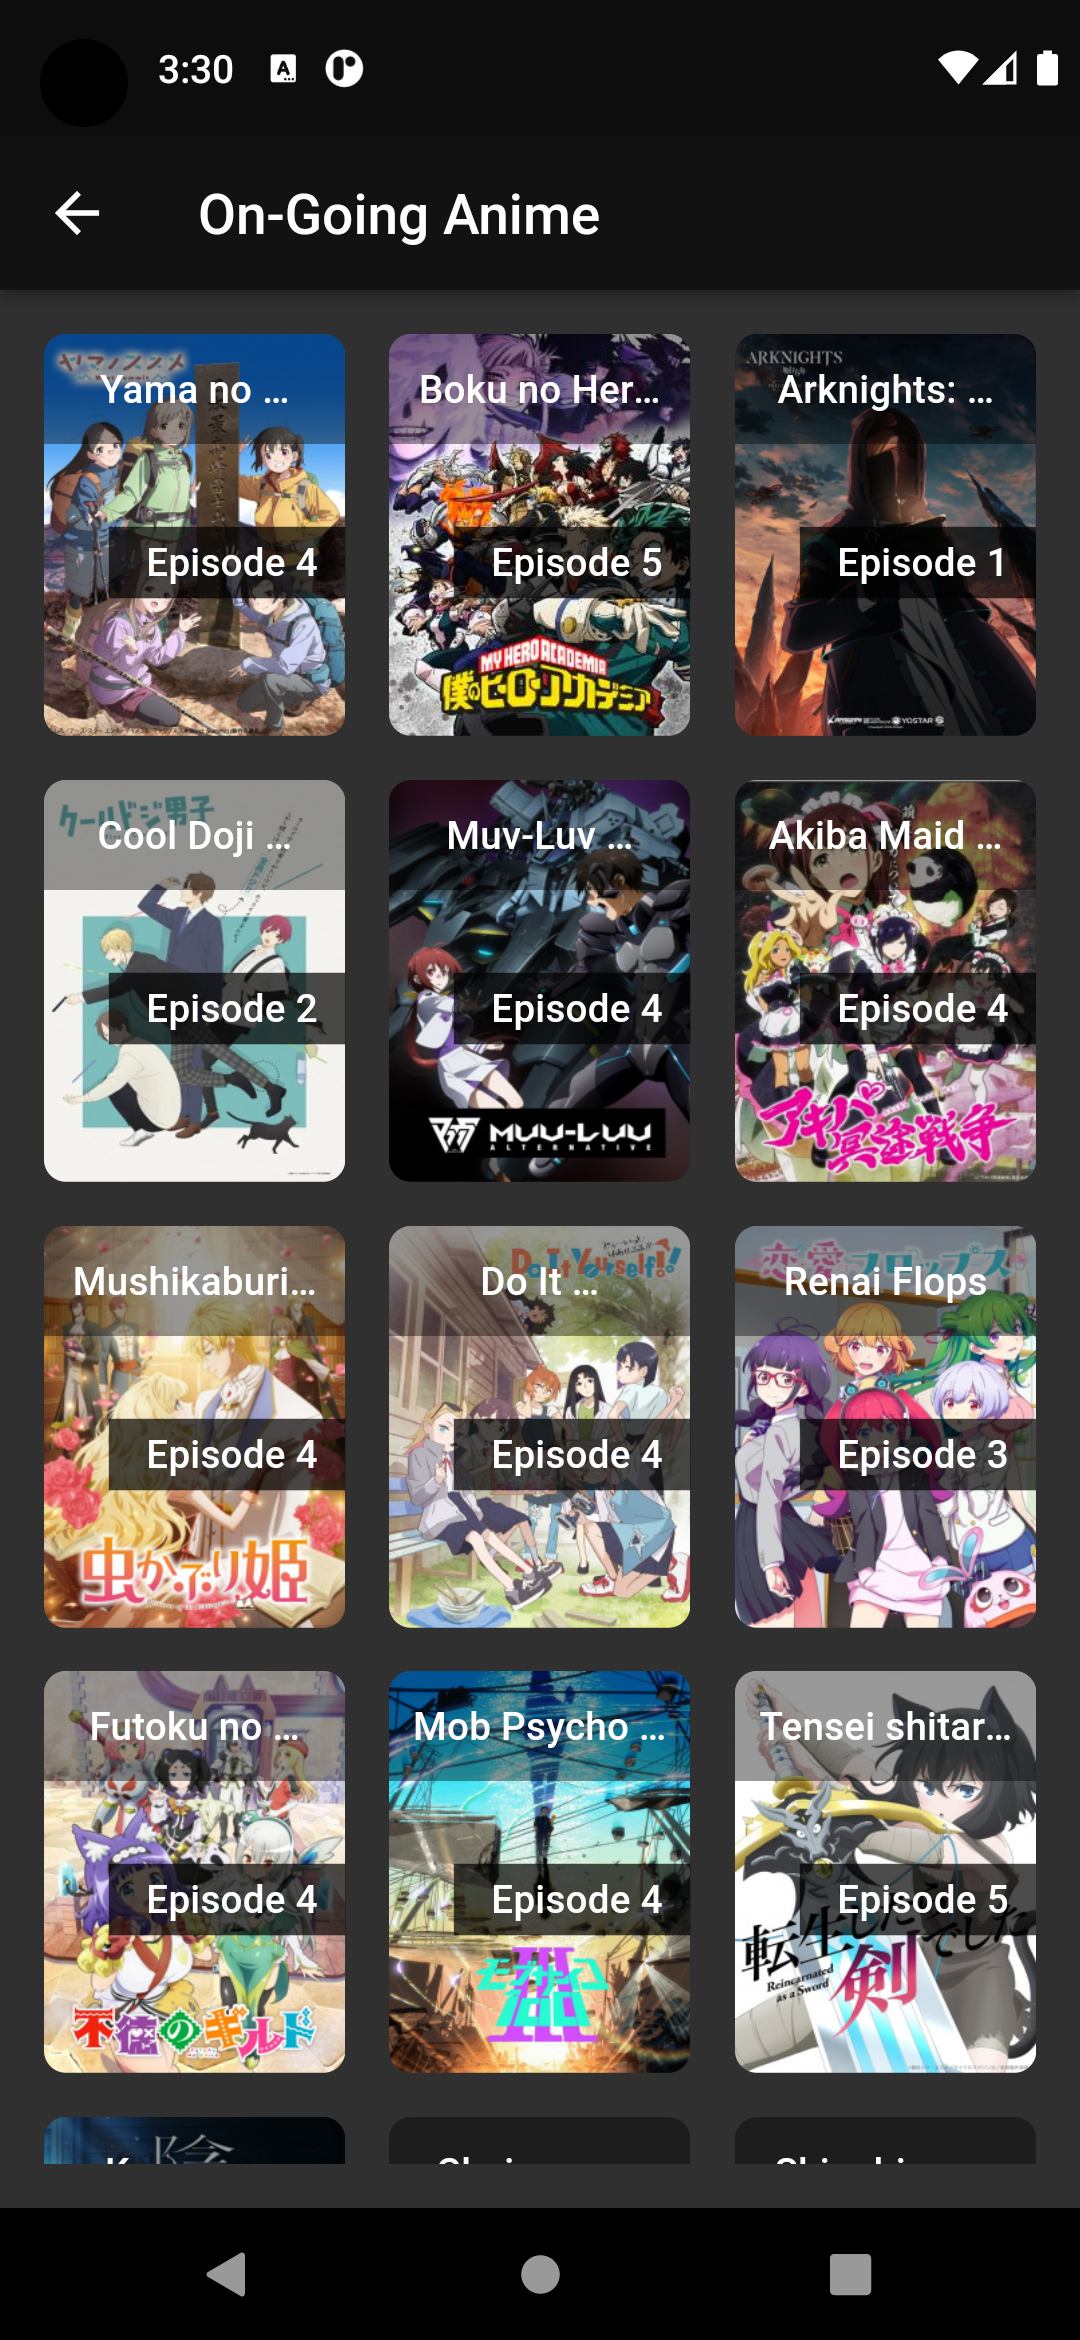 3:30
On-Going Anime
ヤマノススメ
Yama no ...
Episode 4
Boku no Her...
Episode 5
MY HERO ACADEMIA
僕のヒーローアカデミア
ARKNIGHTS
Arknights: ...
Episode 1
YOSTAR
クールドジ男子
Cool Doji ...
Episode 2
Muv-Luv ...
Episode 4
MUV-LUV
ALTERNATIVE
Akiba Maid ...
Episode 4
アキバ冥途戦争
Mushikaburi...
Episode 4
虫かぶり姫
Do It Yourself!!
Do It ...
Episode 4
恋愛フロップス
Renai Flops
Episode 3
Futoku no ...
Episode 4
不徳のギルド
Mob Psycho ...
Episode 4
モブサイコ
100
III
Tensei shitar...
Episode 5
転生したら
剣でした
Reincarnated
as a Sword
陰